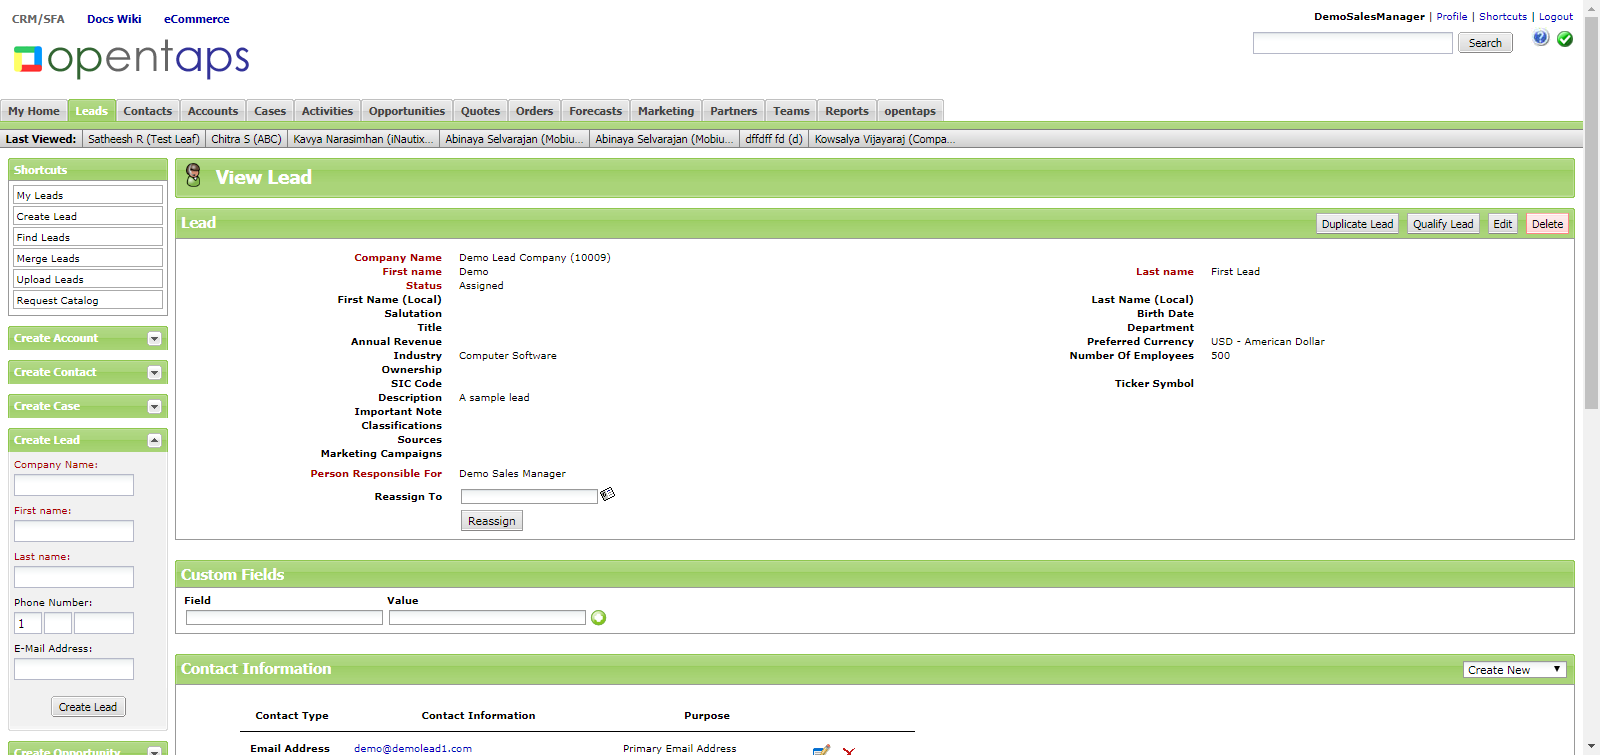 CRM/SFA Docs Wiki eCommerce
DemoSalesManager | Profile | Shortcuts | Logout
opentaps
Search
My Home Leads Contacts Accounts Cases Activities Opportunities Quotes Orders Forecasts Marketing Partners Teams Reports opentaps
Last Viewed: Satheesh R (Test Leaf) Chitra S (ABC) Kavya Narasimhan (iNautix... Abinaya Selvarajan (Mobiu... Abinaya Selvarajan (Mobiu... dffdff fd (d) Kowsalya Vijayaraj (Compa...
Shortcuts
My Leads
Create Lead
Find Leads
Merge Leads
Upload Leads
Request Catalog
Create Account
Create Contact
Create Case
Create Lead
Company Name:
First name:
Last name:
Phone Number:
1
E-Mail Address:
Create Lead
Create Opportunity
View Lead
Lead
Duplicate Lead Qualify Lead Edit Delete
Company Name Demo Lead Company (10009)
First name Demo Last name First Lead
Status Assigned
First Name (Local) Last Name (Local)
Salutation Birth Date
Title Department
Annual Revenue Preferred Currency USD - American Dollar
Industry Computer Software Number Of Employees 500
Ownership
SIC Code Ticker Symbol
Description A sample lead
Important Note
Classifications
Sources
Marketing Campaigns
Person Responsible For Demo Sales Manager
Reassign To
Reassign
Custom Fields
Field Value
Contact Information
Create New
Contact Type Contact Information Purpose
Email Address demo@demolead1.com Primary Email Address